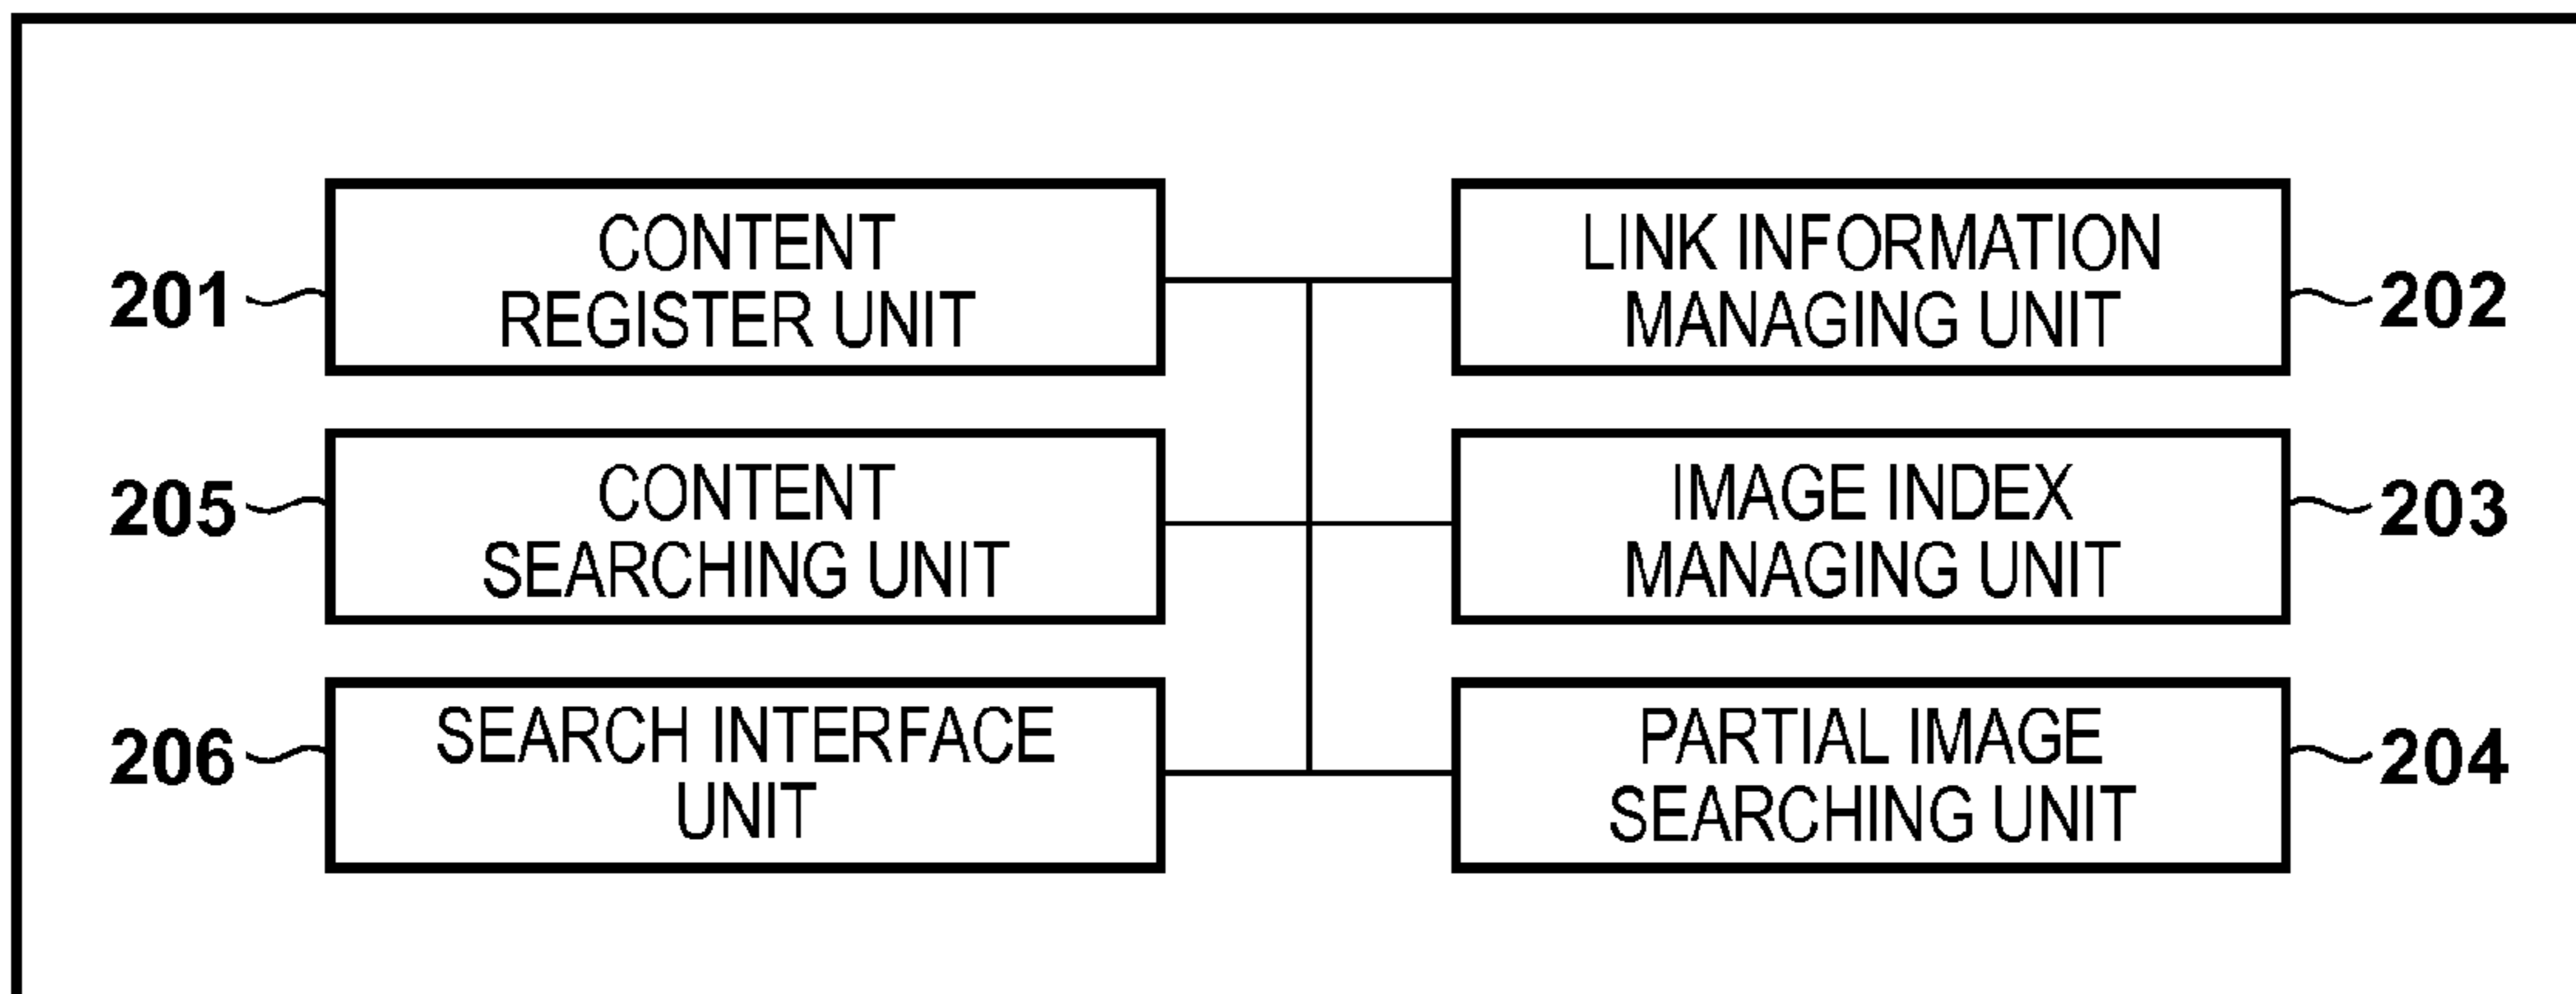 201
CONTENT
REGISTER UNIT
LINK INFORMATION
MANAGING UNIT
202
205
CONTENT
SEARCHING UNIT
IMAGE INDEX
MANAGING UNIT
203
206
SEARCH INTERFACE
UNIT
PARTIAL IMAGE
SEARCHING UNIT
204